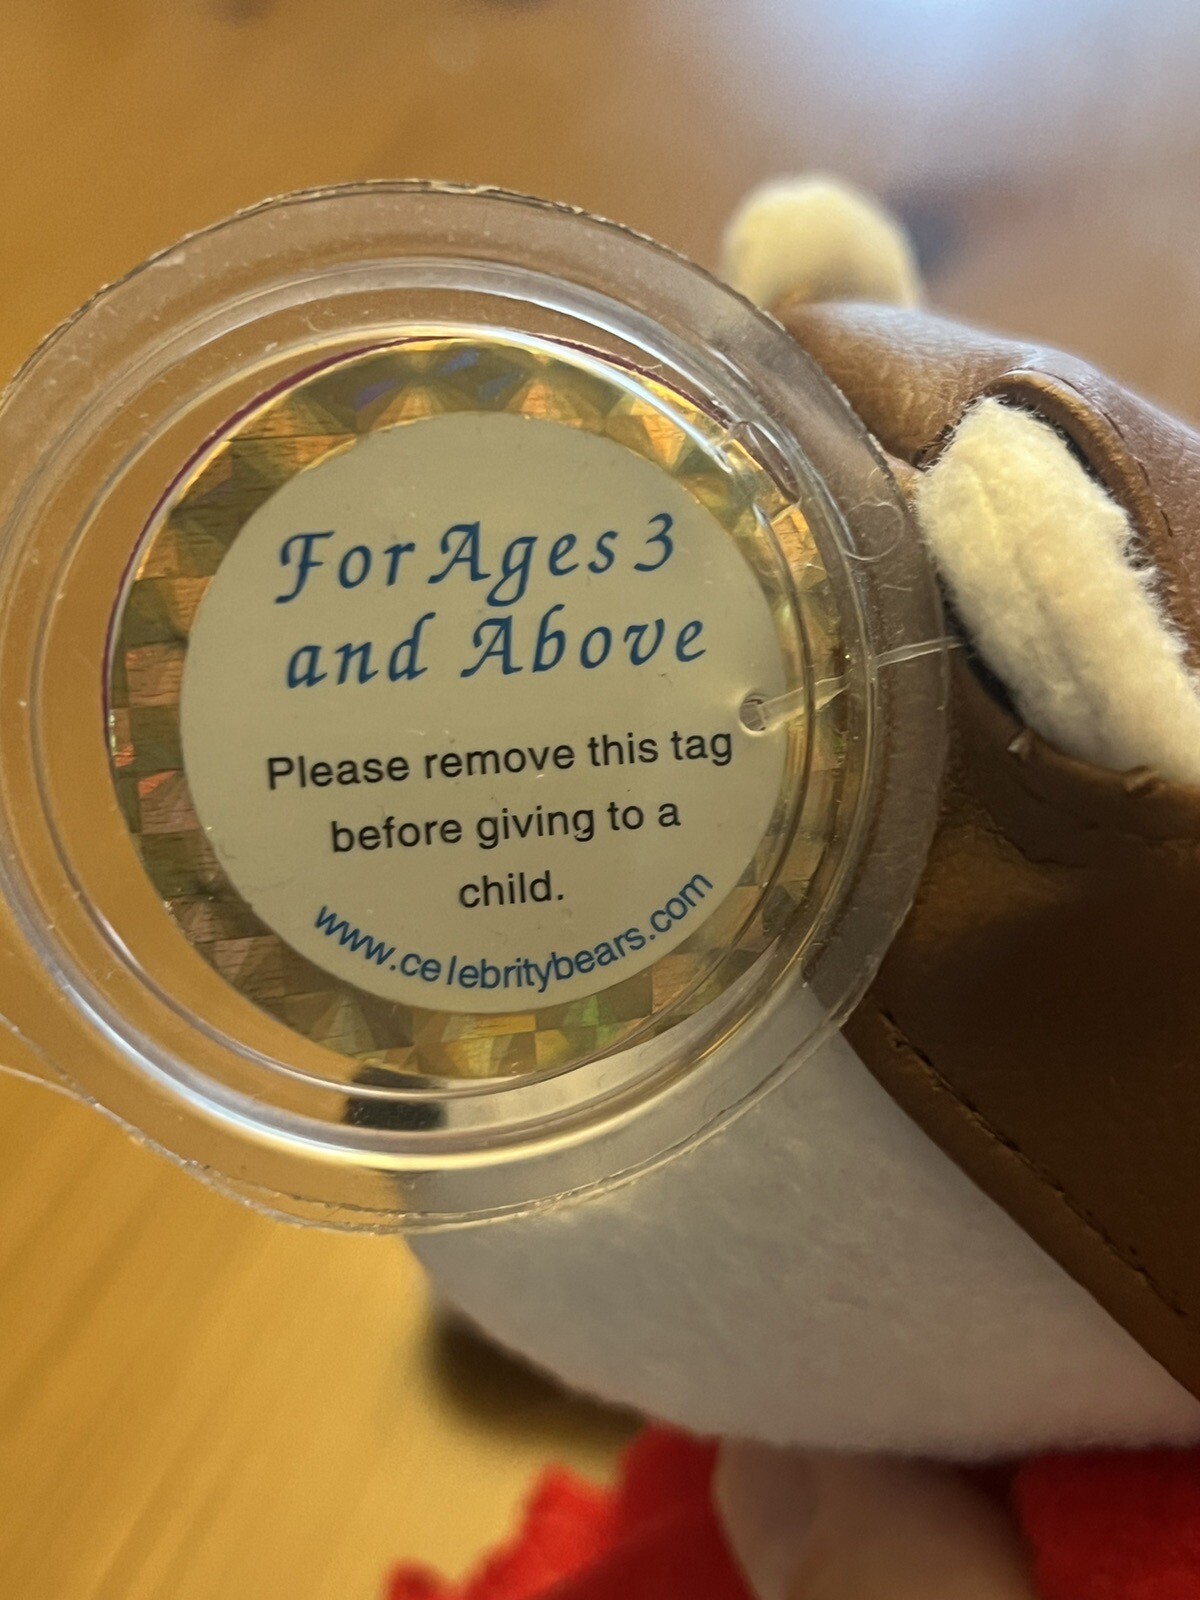 For Ages 3
and Above
Please remove this tag
before giving to a
child.
www.celebritybears.com